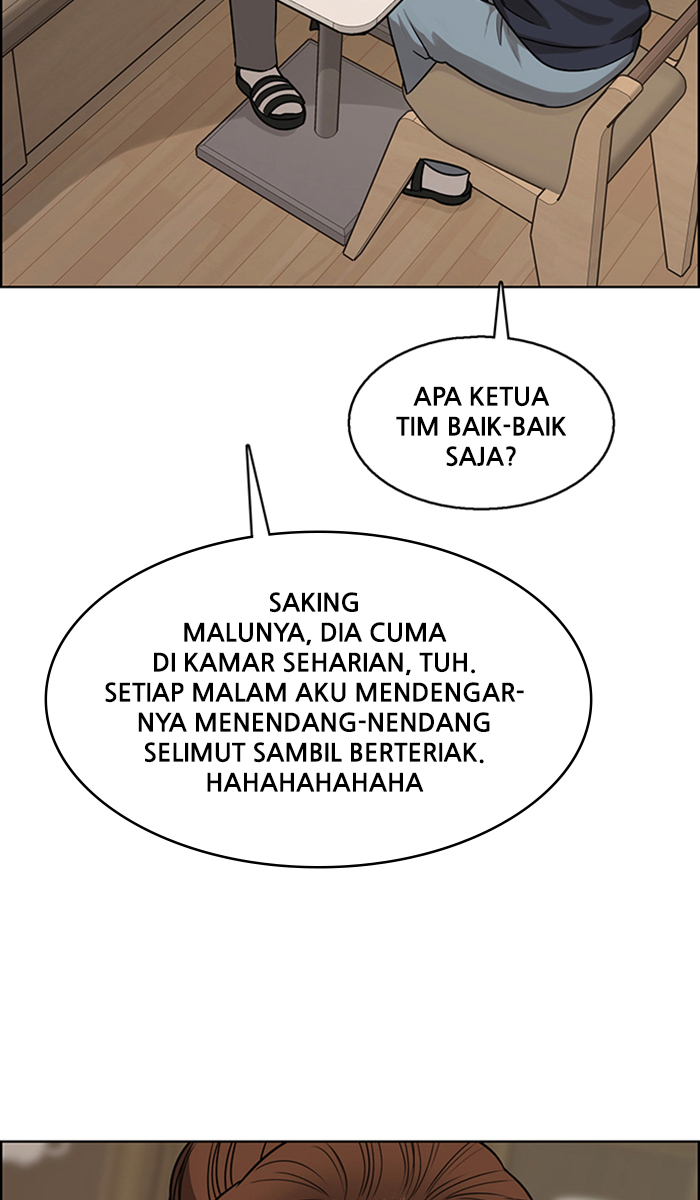 APA KETUA
TIM BAIK-BAIK
SAJA?
SAKING
MALUNYA, DIA CUMA
DI KAMAR SEHARIAN, TUH.
SETIAP MALAM AKU MENDENGAR-
NYA MENENDANG-NENDANG
SELIMUT SAMBIL BERTERIAK.
HAHAHAHAHAHA